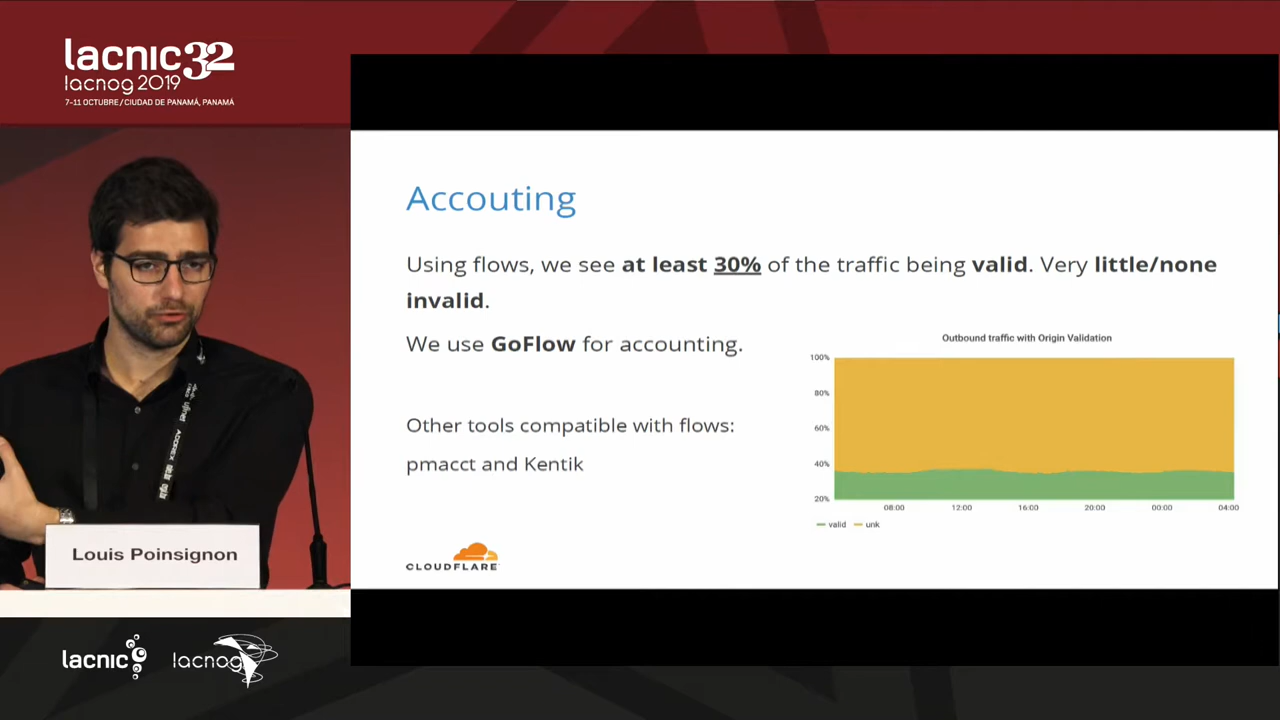 lacnic 32
lacnog 2019
7-11 OCTUBRE / CIUDAD DE PANAMÁ, PANAMÁ
Accouting
Using flows, we see at least 30% of the traffic being valid. Very little/none
invalid.
We use GoFlow for accounting.
Other tools compatible with flows:
pmacct and Kentik
Outbound traffic with Origin Validation
100%
80%
60%
40%
20%
08:00 12:00 16:00 20:00 00:00 04:00
valid unk
CLOUDFLARE
Louis Poinsignon
lacnic lacnog